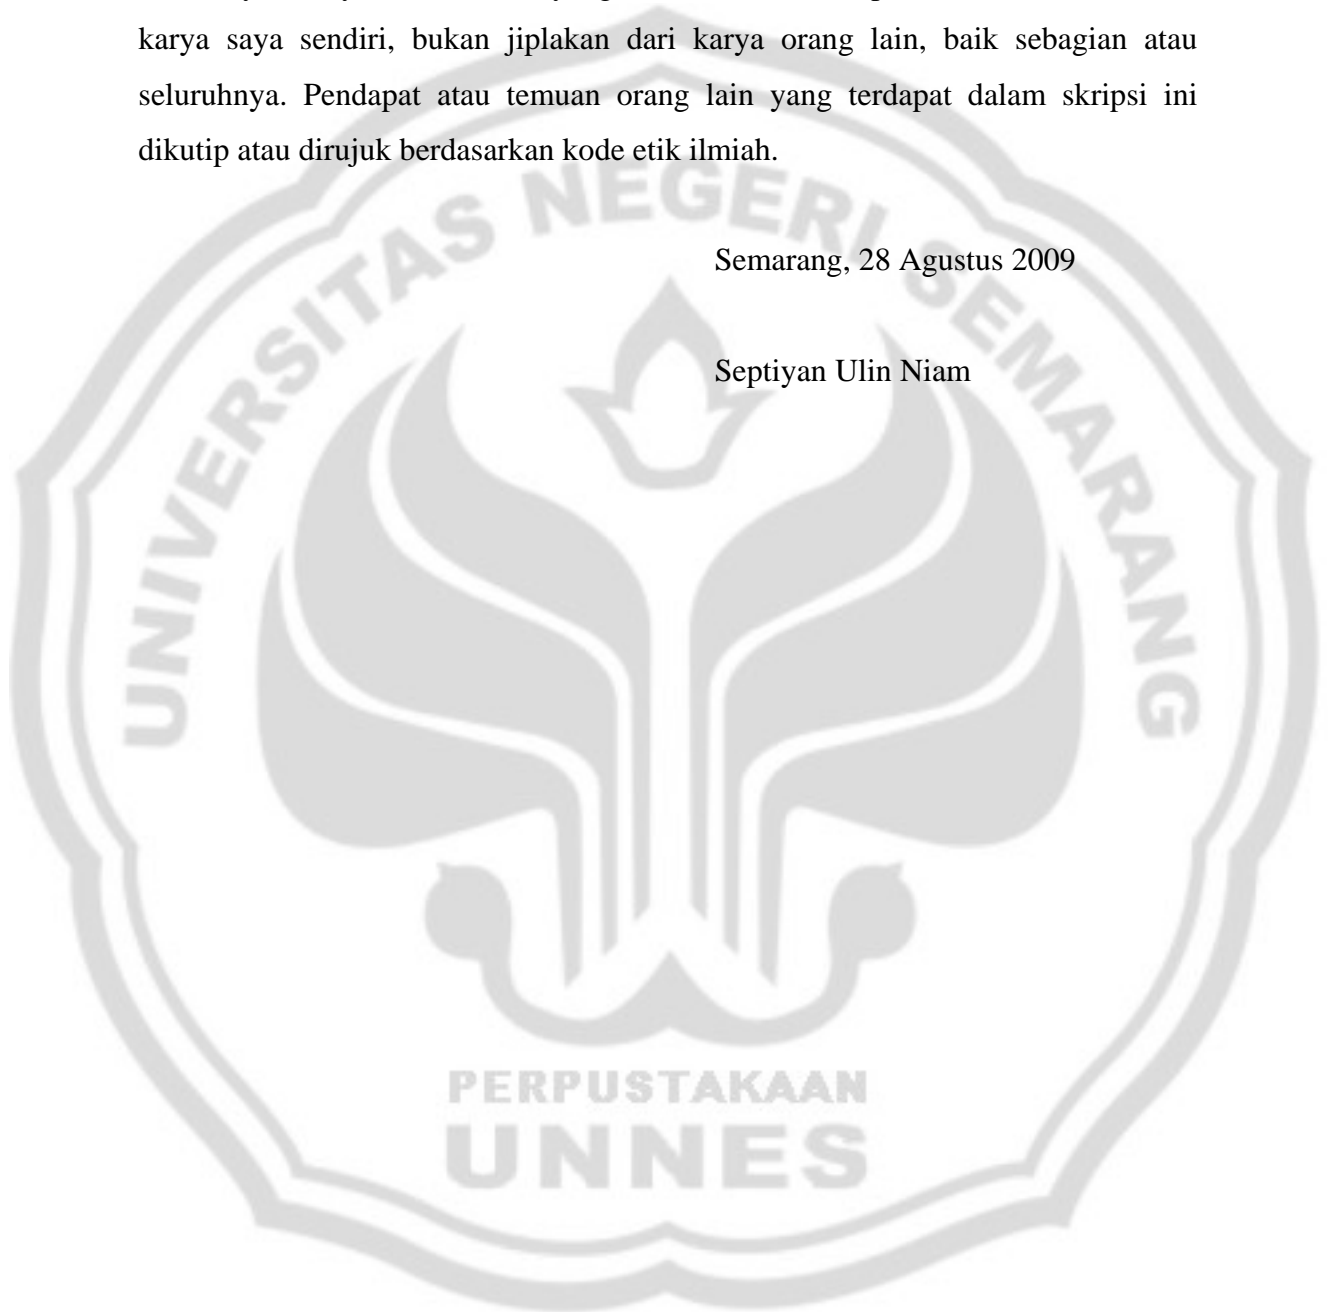 karya saya sendiri, bukan jiplakan dari karya orang lain, baik sebagian atau
seluruhnya. Pendapat atau temuan orang lain yang terdapat dalam skripsi ini
dikutip atau dirujuk berdasarkan kode etik ilmiah.
UNIVERSITAS NEGERI SEMARANG
Semarang, 28 Agustus 2009
Septiyan Ulin Niam
PERPUSTAKAAN
UNNES